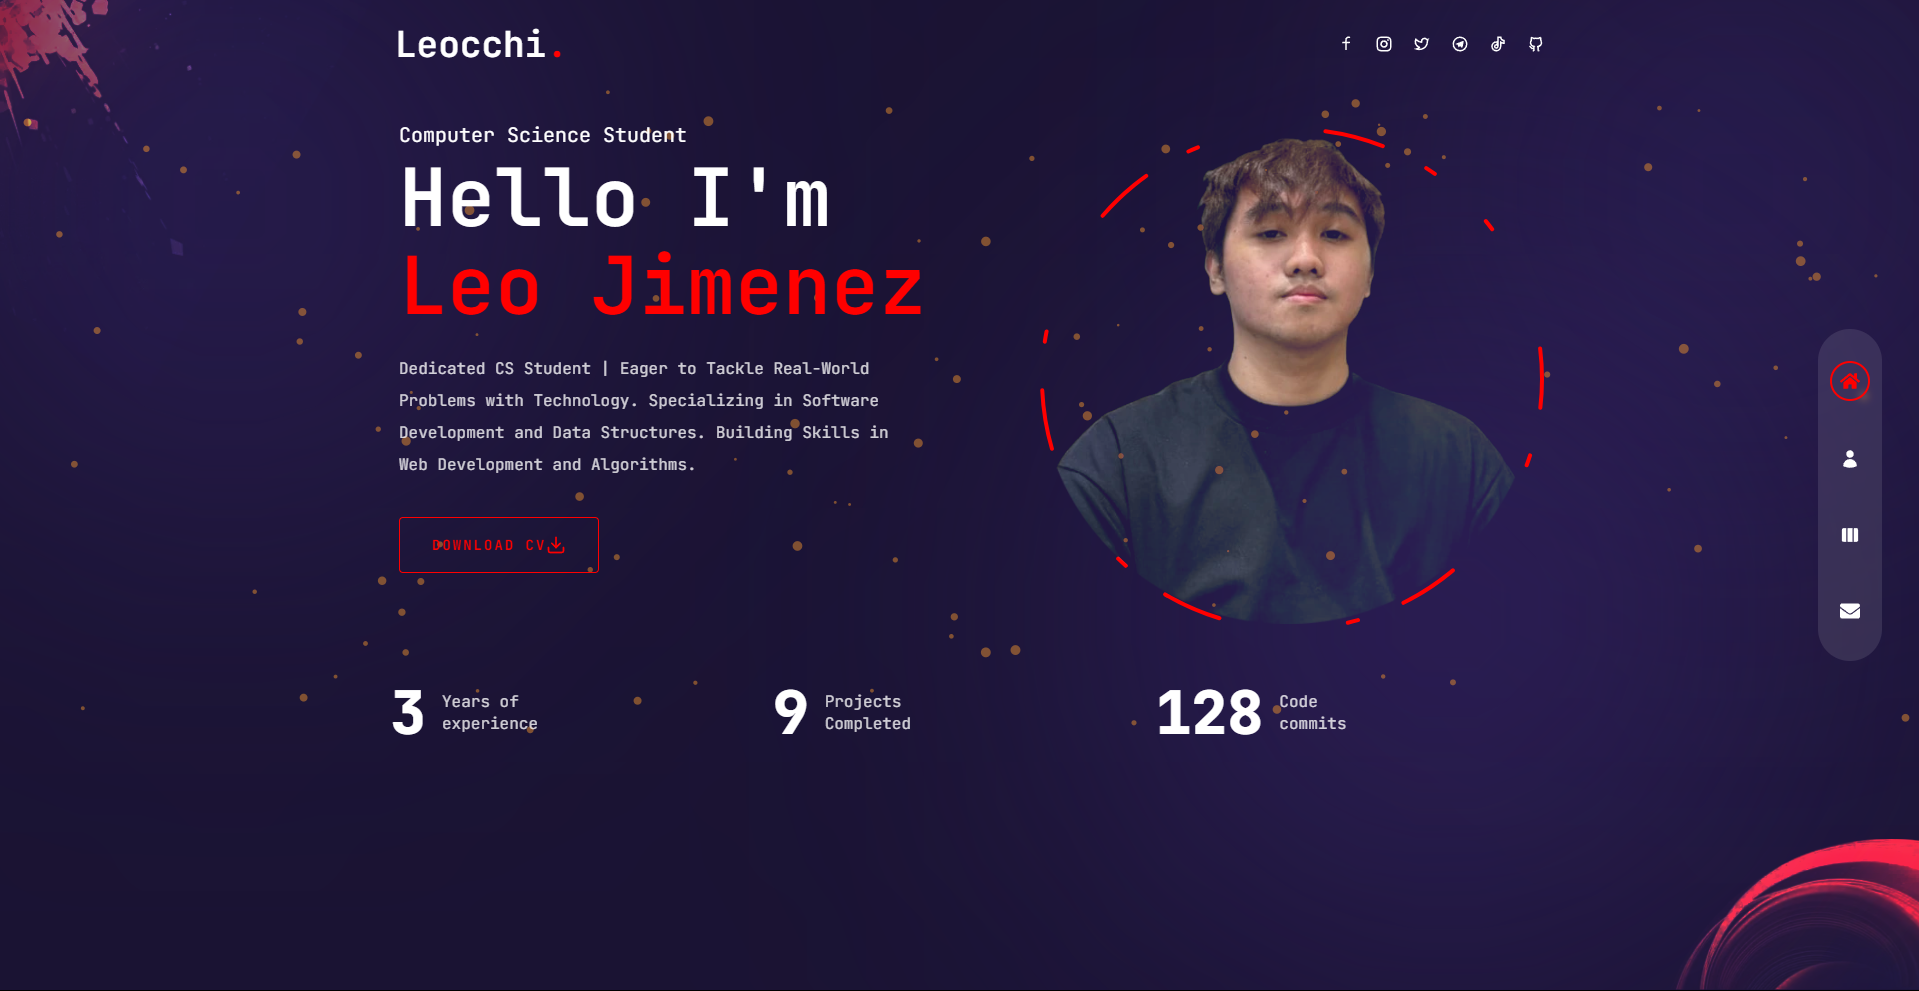 Leocchi.
Computer Science Student
Hello I'm
Leo Jimenez
Dedicated CS Student | Eager to Tackle Real-World
Problems with Technology. Specializing in Software
Development and Data Structures. Building Skills in
Web Development and Algorithms.
DOWNLOAD CV
3
Years of
experience
9
Projects
Completed
128
Code
commits